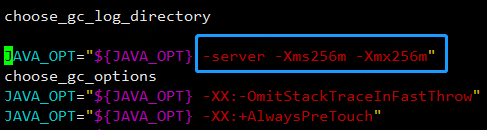 choose_gc_log_directory
JAVA_OPT="${JAVA_OPT} -server -Xms256m -Xmx256m"
choose_gc_options
JAVA_OPT="${JAVA_OPT} -XX:-OmitStackTraceInFastThrow"
JAVA_OPT="${JAVA_OPT} -XX:+AlwaysPreTouch"